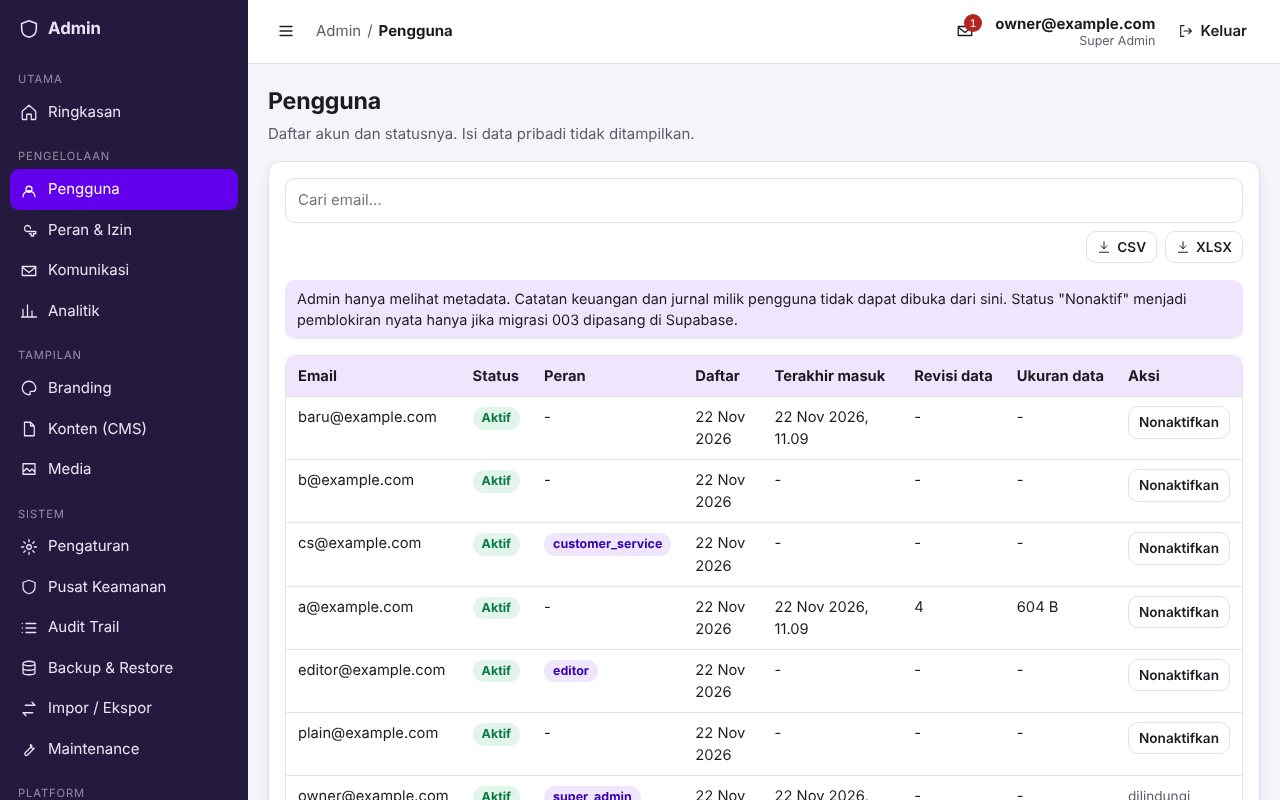 Admin
UTAMA
Ringkasan
PENGELOLAAN
Pengguna
Peran & Izin
Komunikasi
Analitik
TAMPILAN
Branding
Konten (CMS)
Media
SISTEM
Pengaturan
Pusat Keamanan
Audit Trail
Backup & Restore
Impor / Ekspor
Maintenance
PLATFORM
Admin / Pengguna
1
owner@example.com
Super Admin
Keluar
Pengguna
Daftar akun dan statusnya. Isi data pribadi tidak ditampilkan.
Cari email...
CSV XLSX
Admin hanya melihat metadata. Catatan keuangan dan jurnal milik pengguna tidak dapat dibuka dari sini. Status "Nonaktif" menjadi
pemblokiran nyata hanya jika migrasi 003 dipasang di Supabase.
Email Status Peran Daftar Terakhir masuk Revisi data Ukuran data Aksi
baru@example.com Aktif - 22 Nov 22 Nov 2026, - - Nonaktifkan
2026 11.09
b@example.com Aktif - 22 Nov - - - Nonaktifkan
2026
cs@example.com Aktif customer_service 22 Nov - - - Nonaktifkan
2026
a@example.com Aktif - 22 Nov 22 Nov 2026, 4 604 B Nonaktifkan
2026 11.09
editor@example.com Aktif editor 22 Nov - - - Nonaktifkan
2026
plain@example.com Aktif - 22 Nov - - - Nonaktifkan
2026
owner@example.com Aktif super_admin 22 Nov 22 Nov 2026, - - dilindungi